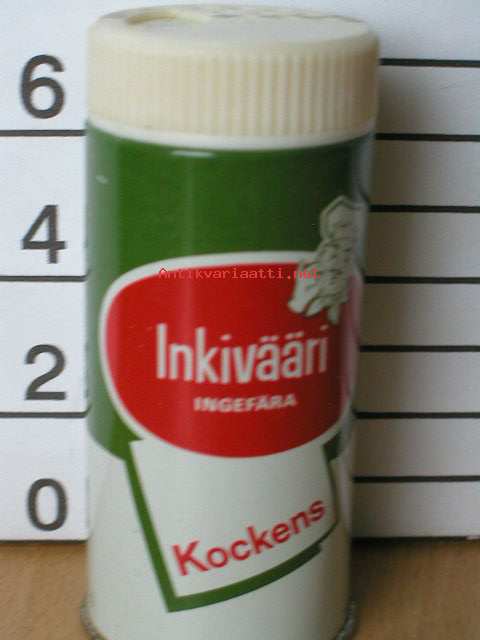 6
4
2
0
Antikvariaatti.net
Inkivääri
INGEFÄRA
Kockens